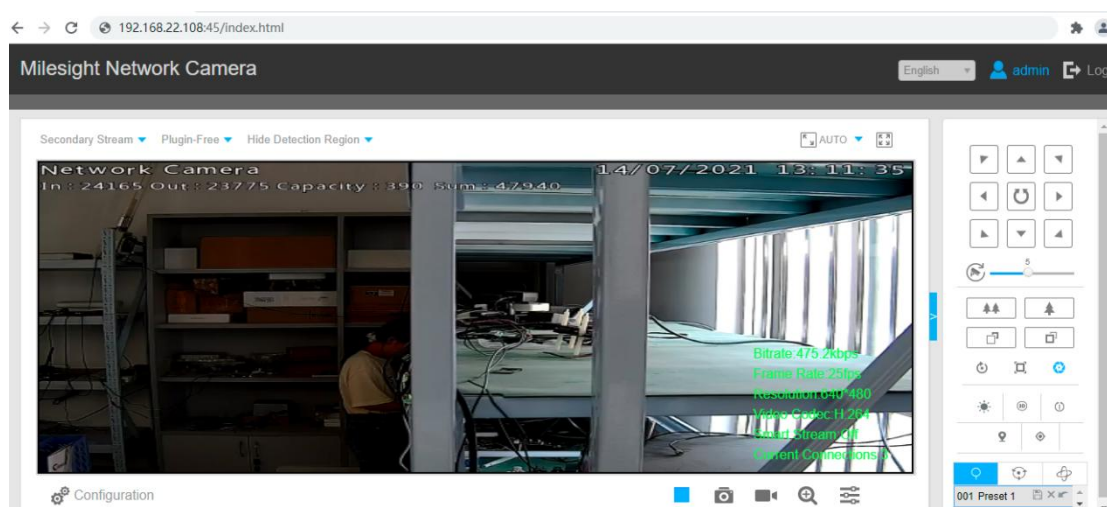 192.168.22.108:45/index.html
Milesight Network Camera
English admin Log
Secondary Stream Plugin-Free Hide Detection Region AUTO
Network Camera 14/07/2021 13:11:35
In : 24165 Out : 23775 Capacity : 390 Sum : 47940
5
Bitrate:475.2kbps
Frame Rate:25fps
Resolution:640*480
Video Codec:H.264
Smart Stream:Off
Current Connections:3
Configuration
001 Preset 1